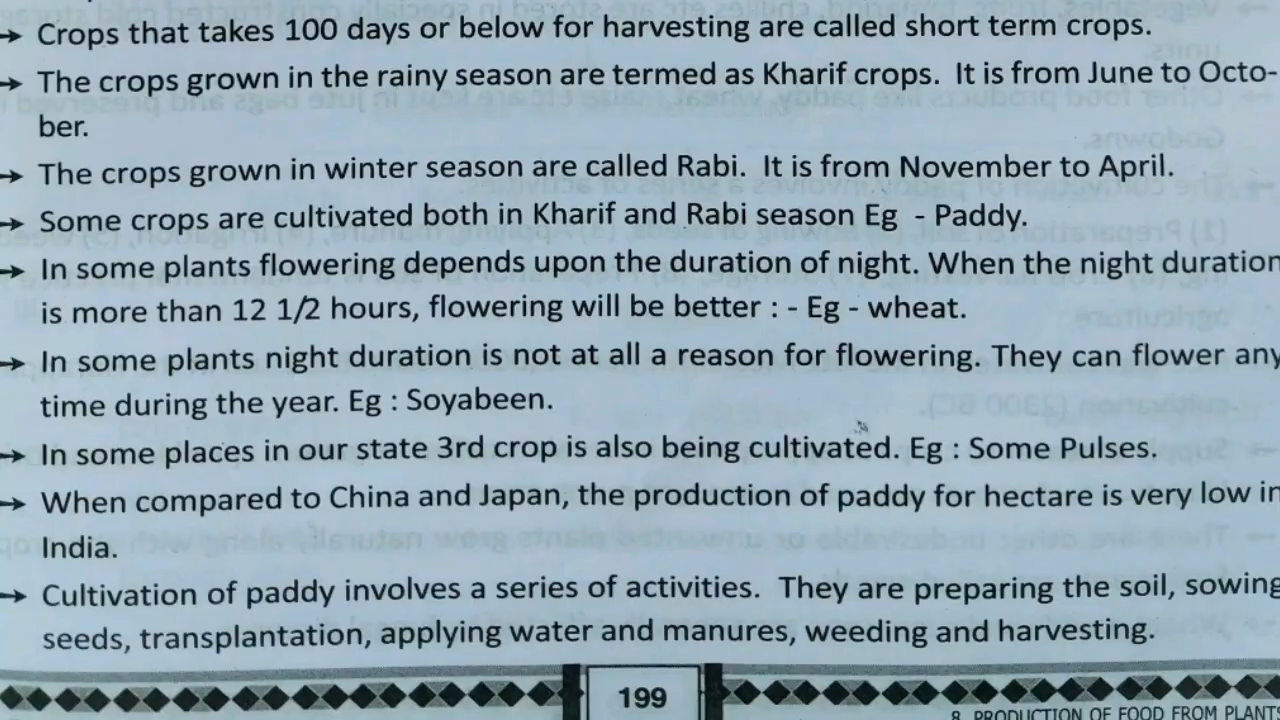 → Crops that takes 100 days or below for harvesting are called short term crops.
→ The crops grown in the rainy season are termed as Kharif crops. It is from June to Octo-
ber.
→ The crops grown in winter season are called Rabi. It is from November to April.
→ Some crops are cultivated both in Kharif and Rabi season Eg - Paddy.
→ In some plants flowering depends upon the duration of night. When the night duration
is more than 12 1/2 hours, flowering will be better : - Eg - wheat.
→ In some plants night duration is not at all a reason for flowering. They can flower any
time during the year. Eg : Soyabeen.
→ In some places in our state 3rd crop is also being cultivated. Eg : Some Pulses.
→ When compared to China and Japan, the production of paddy for hectare is very low in
India.
→ Cultivation of paddy involves a series of activities. They are preparing the soil, sowing
seeds, transplantation, applying water and manures, weeding and harvesting.
199
8. PRODUCTION OF FOOD FROM PLANTS